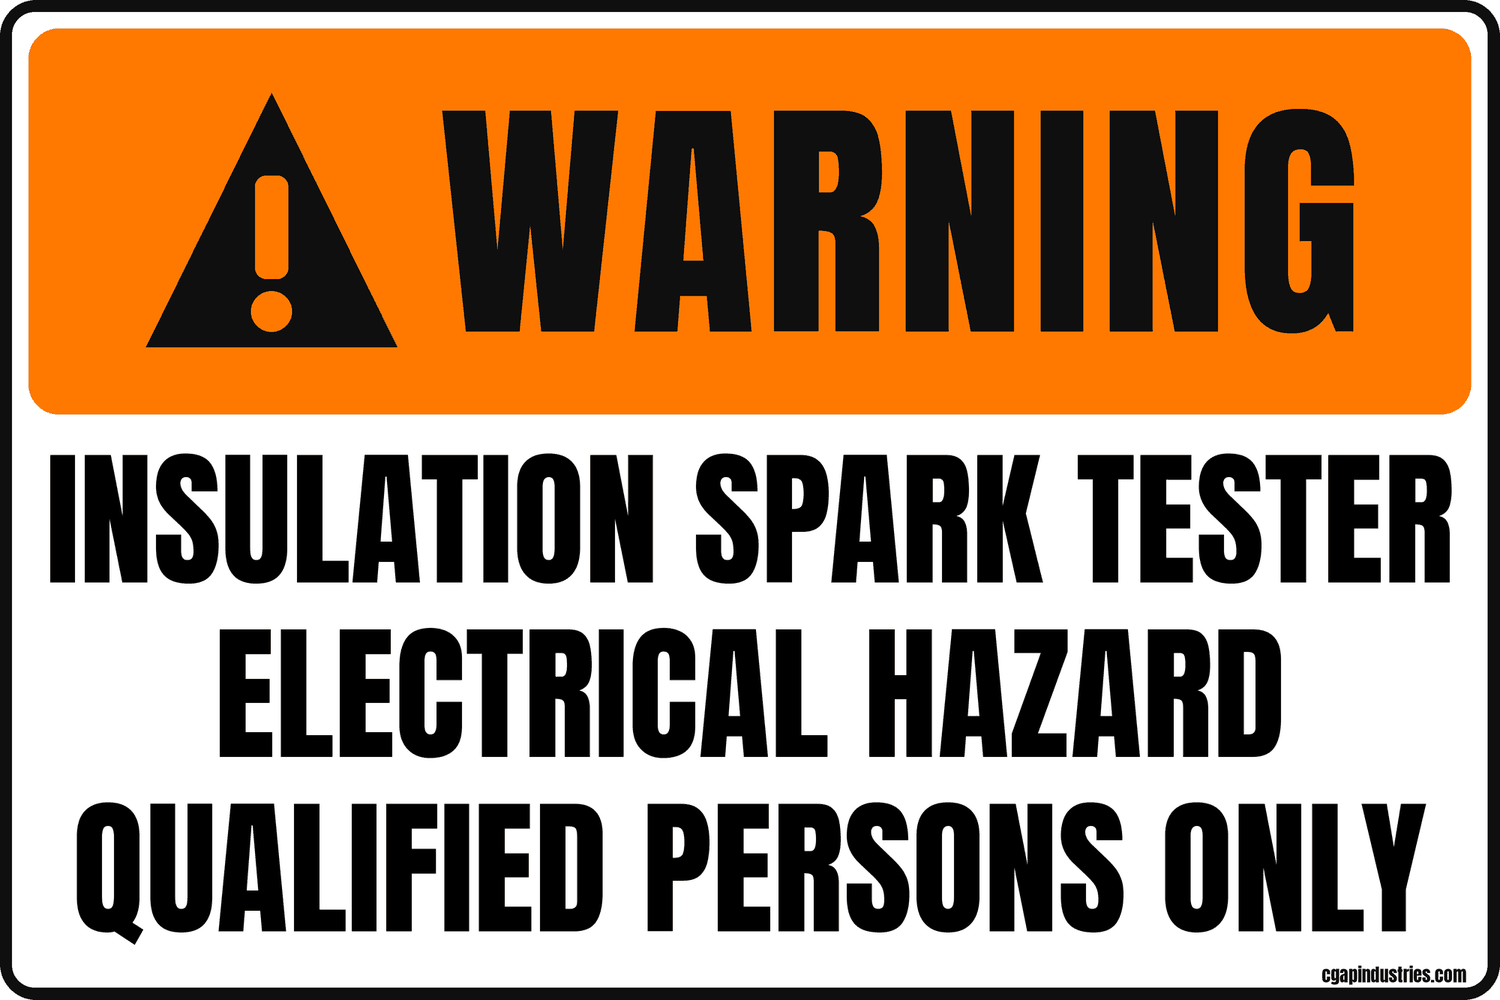 WARNING
INSULATION SPARK TESTER
ELECTRICAL HAZARD
QUALIFIED PERSONS ONLY
cgapindustries.com